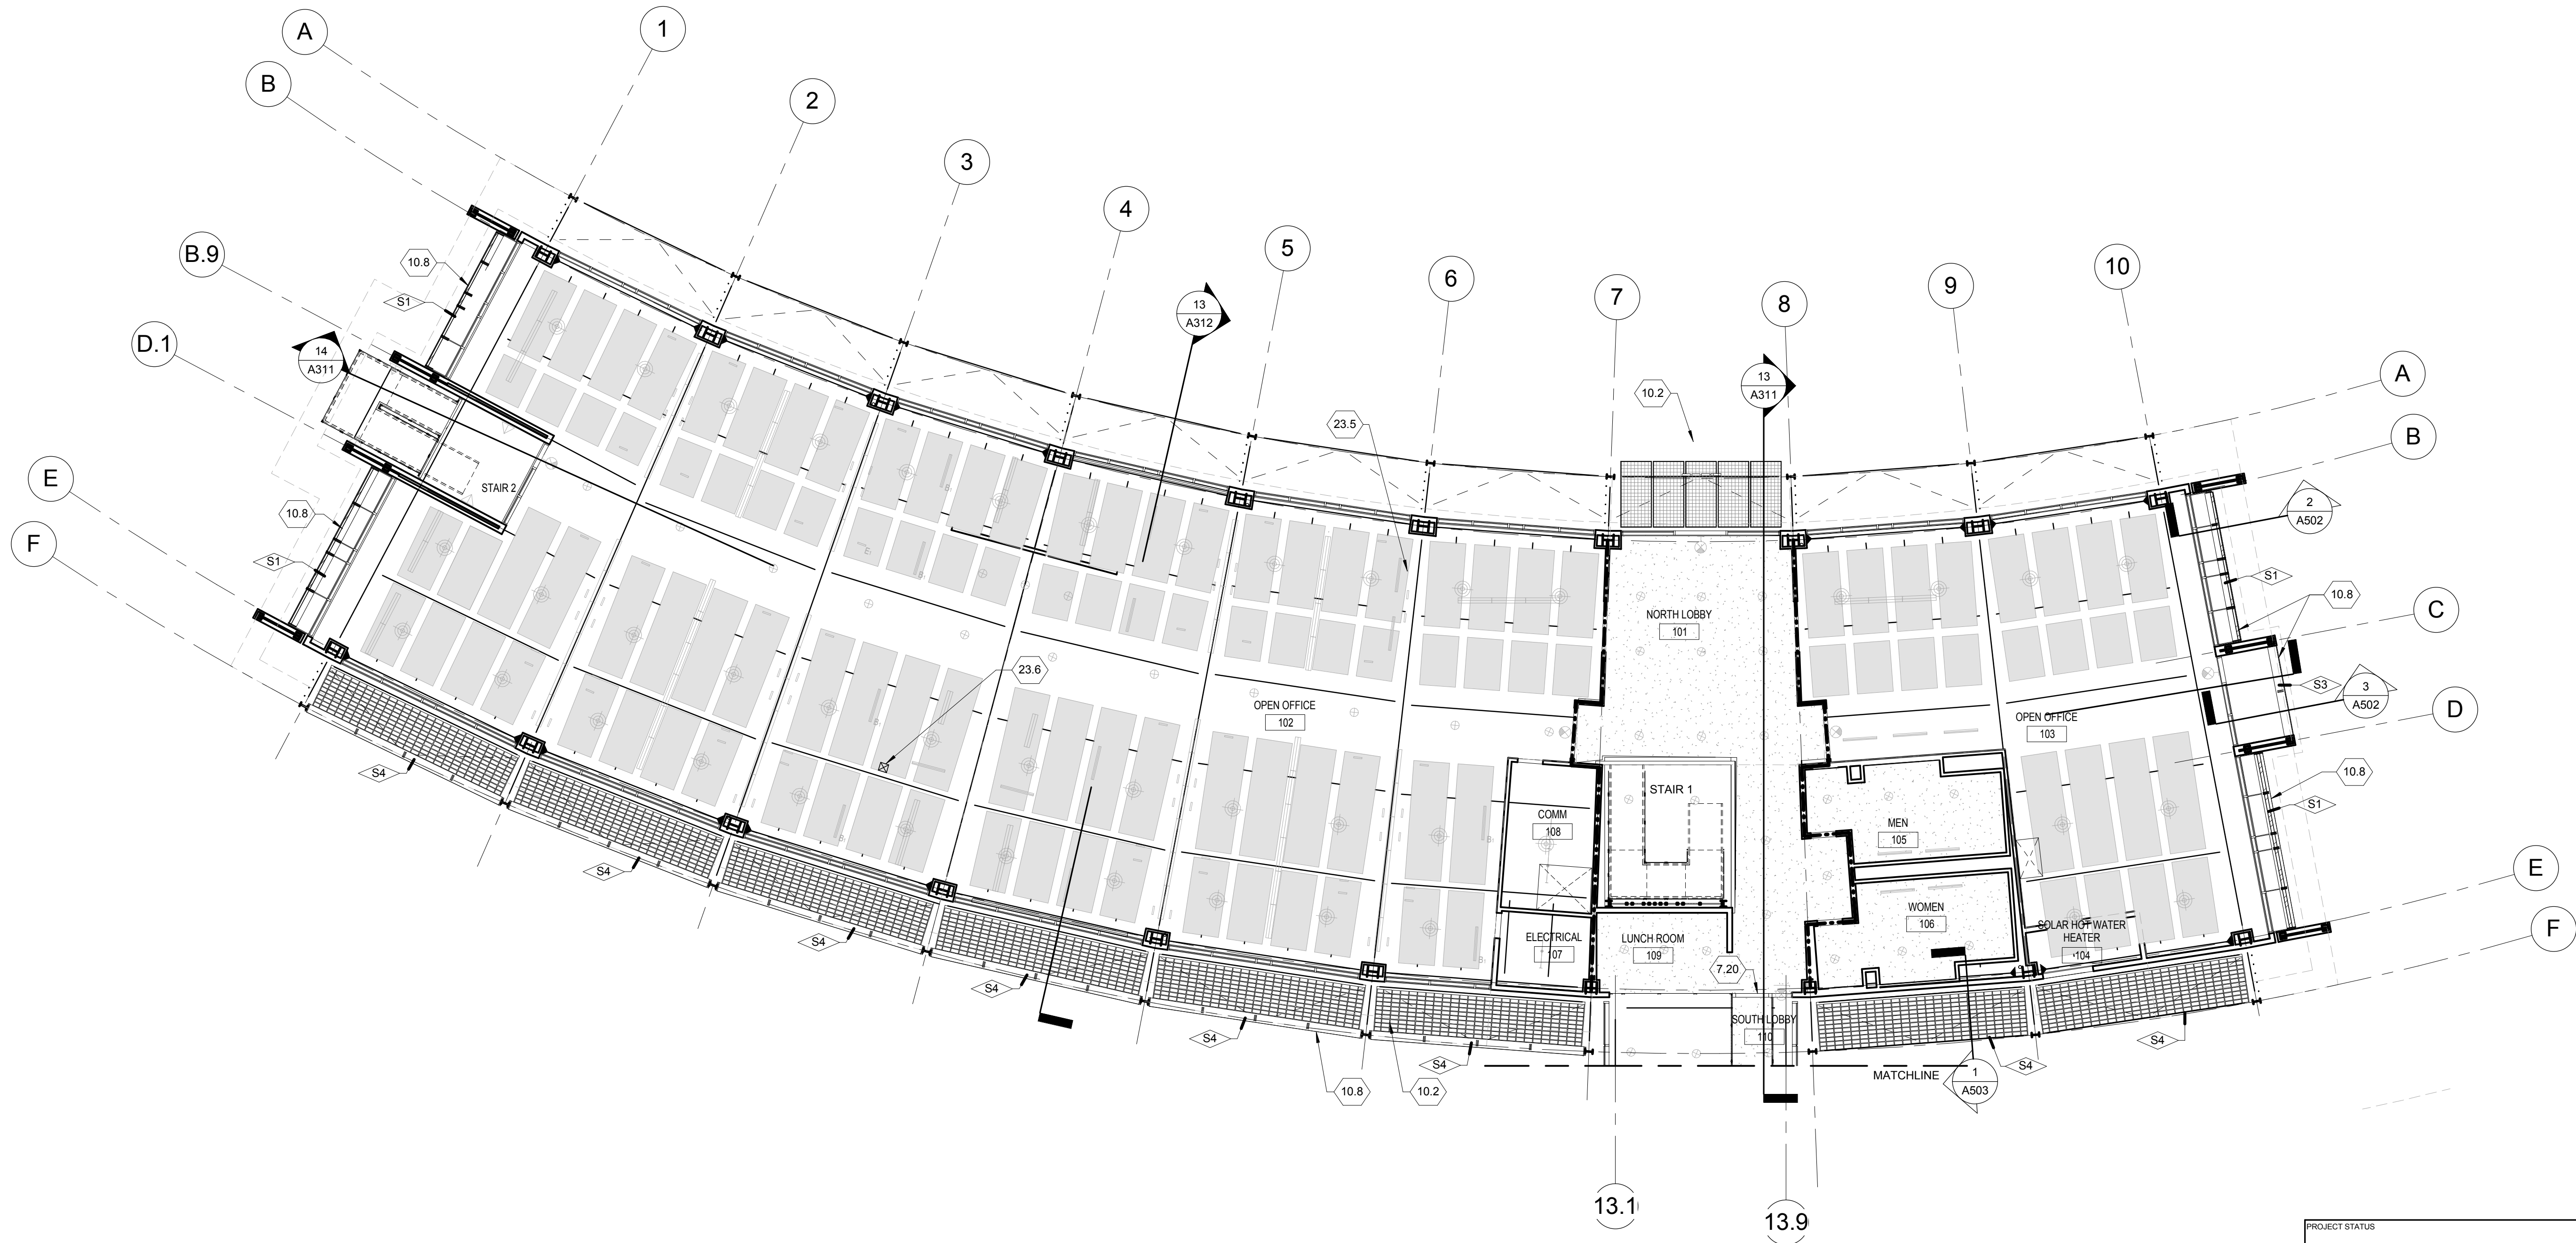 A
1
B
2
3
4
B.9
5
10.8
6
10
9
7
8
S1
13
A312
D.1
14
A311
13
A311
10.2
A
23.5
B
E
STAIR 2
10.8
F
S1
2
A502
S1
10.8
C
NORTH LOBBY
101
23.6
S3
3
A502
OPEN OFFICE
102
OPEN OFFICE
103
D
S4
10.8
STAIR 1
S1
COMM
108
MEN
105
S4
E
WOMEN
106
F
S4
ELECTRICAL
107
LUNCH ROOM
109
SOLAR HOT WATER
HEATER
104
7.20
S4
SOUTH LOBBY
110
S4
S4
S4
S4
MATCHLINE
1
A503
10.8
10.2
13.1
13.9
PROJECT STATUS